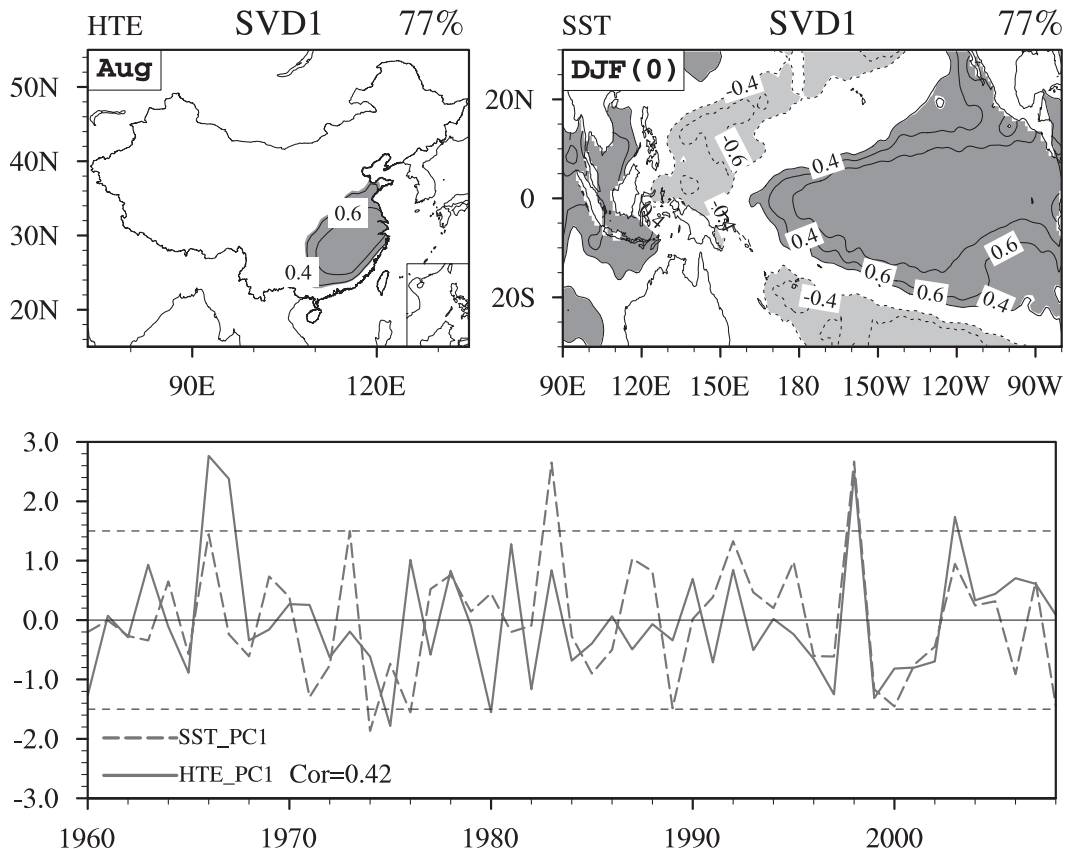 HTE SVD1 77%
SST SVD1 77%
Aug
50N
40N
30N
20N
90E 120E
0.6
0.4
DJF(0)
20N
0
20S
90E 120E 150E 180 150W 120W 90W
-0.4
-0.6
0.4
0.4
0.6
0.6
0.6
0.4
-0.4
3.0
2.0
1.0
0.0
-1.0
-2.0
-3.0
SST_PC1
HTE_PC1 Cor=0.42
1960 1970 1980 1990 2000